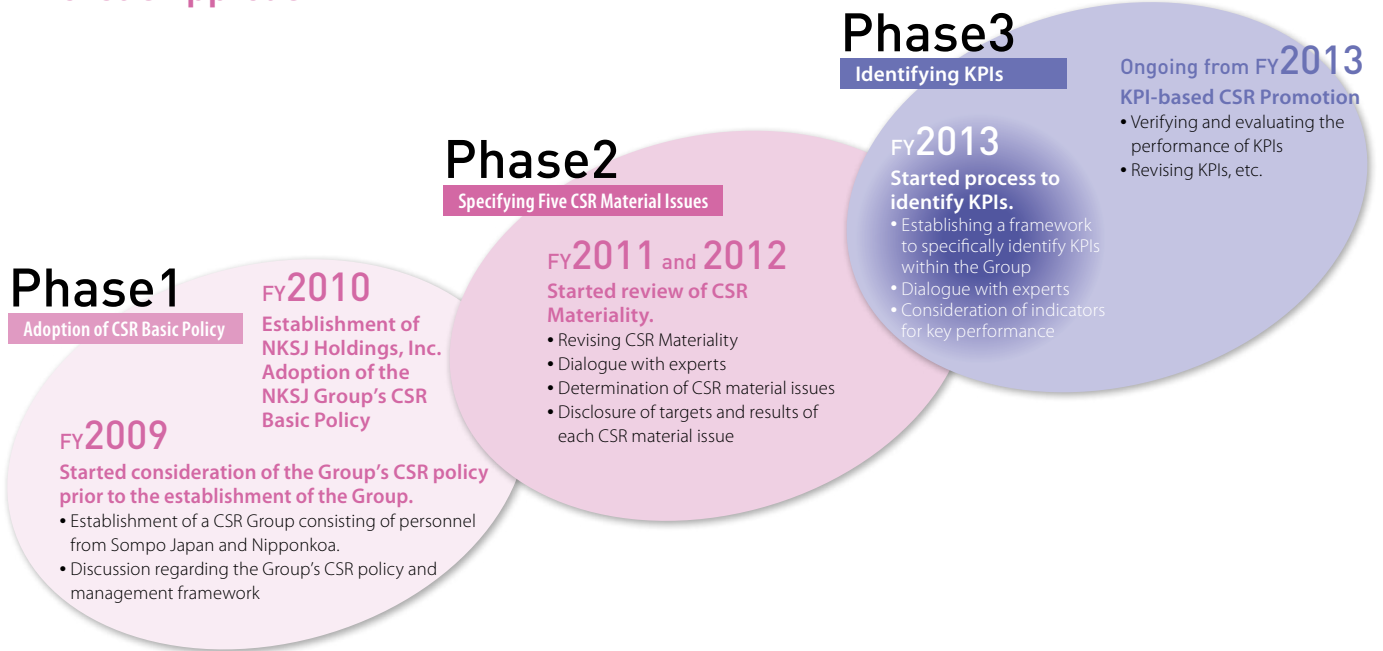 Phase1
Adoption of CSR Basic Policy
FY2009
Started consideration of the Group's CSR policy
prior to the establishment of the Group.
• Establishment of a CSR Group consisting of personnel
from Sompo Japan and Nipponkoa.
• Discussion regarding the Group's CSR policy and
management framework
FY2010
Establishment of
NKSJ Holdings, Inc.
Adoption of the
NKSJ Group's CSR
Basic Policy
Phase2
Specifying Five CSR Material Issues
FY2011 and 2012
Started review of CSR
Materiality.
• Revising CSR Materiality
• Dialogue with experts
• Determination of CSR material issues
• Disclosure of targets and results of
each CSR material issue
Phase3
Identifying KPIs
FY2013
Started process to
identify KPIs.
• Establishing a framework
to specifically identify KPIs
within the Group
• Dialogue with experts
• Consideration of indicators
for key performance
Ongoing from FY2013
KPI-based CSR Promotion
• Verifying and evaluating the
performance of KPIs
• Revising KPIs, etc.